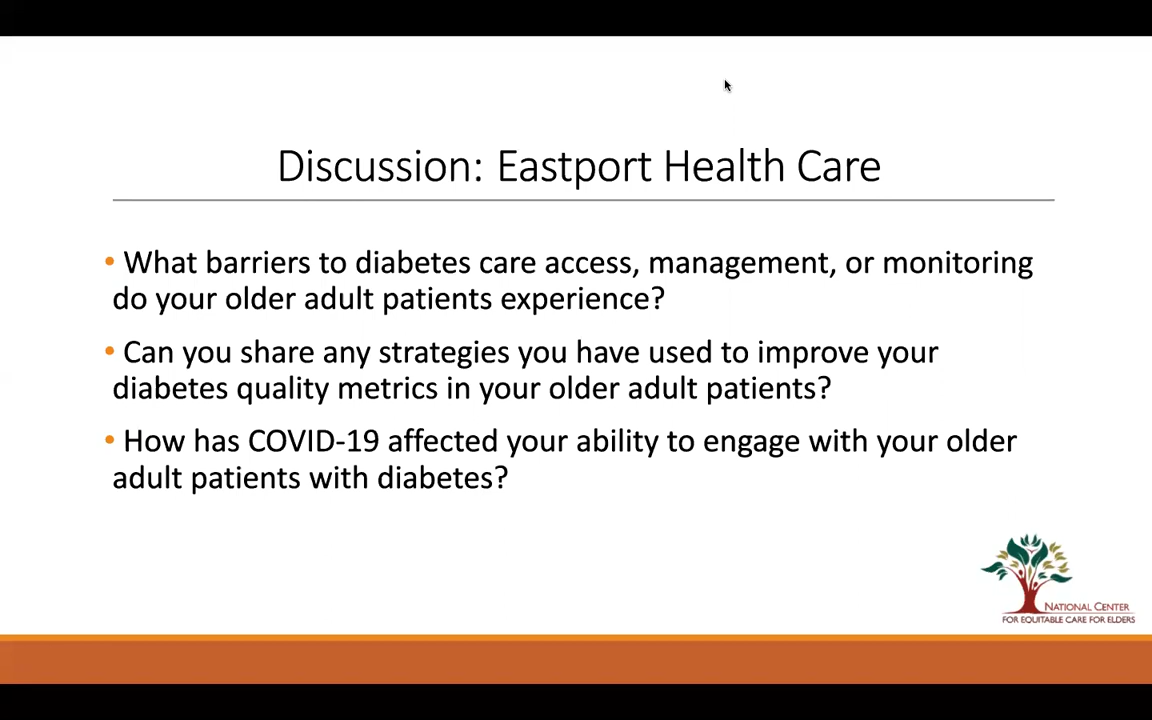 Discussion: Eastport Health Care
• What barriers to diabetes care access, management, or monitoring
do your older adult patients experience?
• Can you share any strategies you have used to improve your
diabetes quality metrics in your older adult patients?
• How has COVID-19 affected your ability to engage with your older
adult patients with diabetes?
NATIONAL CENTER
FOR EQUITABLE CARE FOR ELDERS